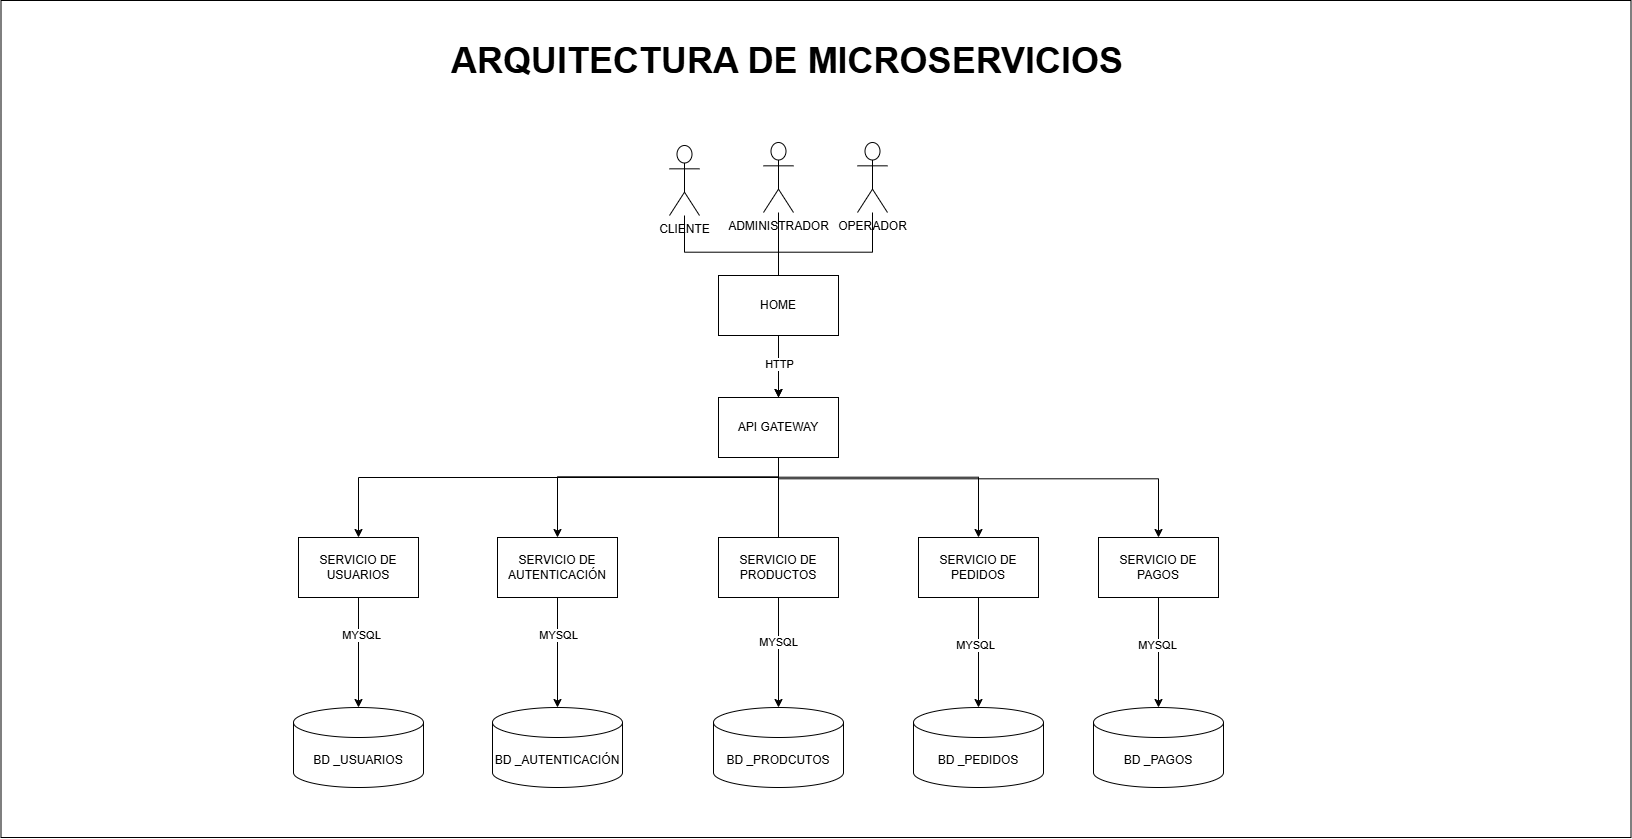 ARQUITECTURA DE MICROSERVICIOS
CLIENTE
ADMINISTRADOR
OPERADOR
HOME
HTTP
API GATEWAY
SERVICIO DE
USUARIOS
SERVICIO DE
AUTENTICACIÓN
SERVICIO DE
PRODUCTOS
SERVICIO DE
PEDIDOS
SERVICIO DE
PAGOS
MYSQL
MYSQL
MYSQL
MYSQL
MYSQL
BD _USUARIOS
BD _AUTENTICACIÓN
BD _PRODCUTOS
BD _PEDIDOS
BD _PAGOS